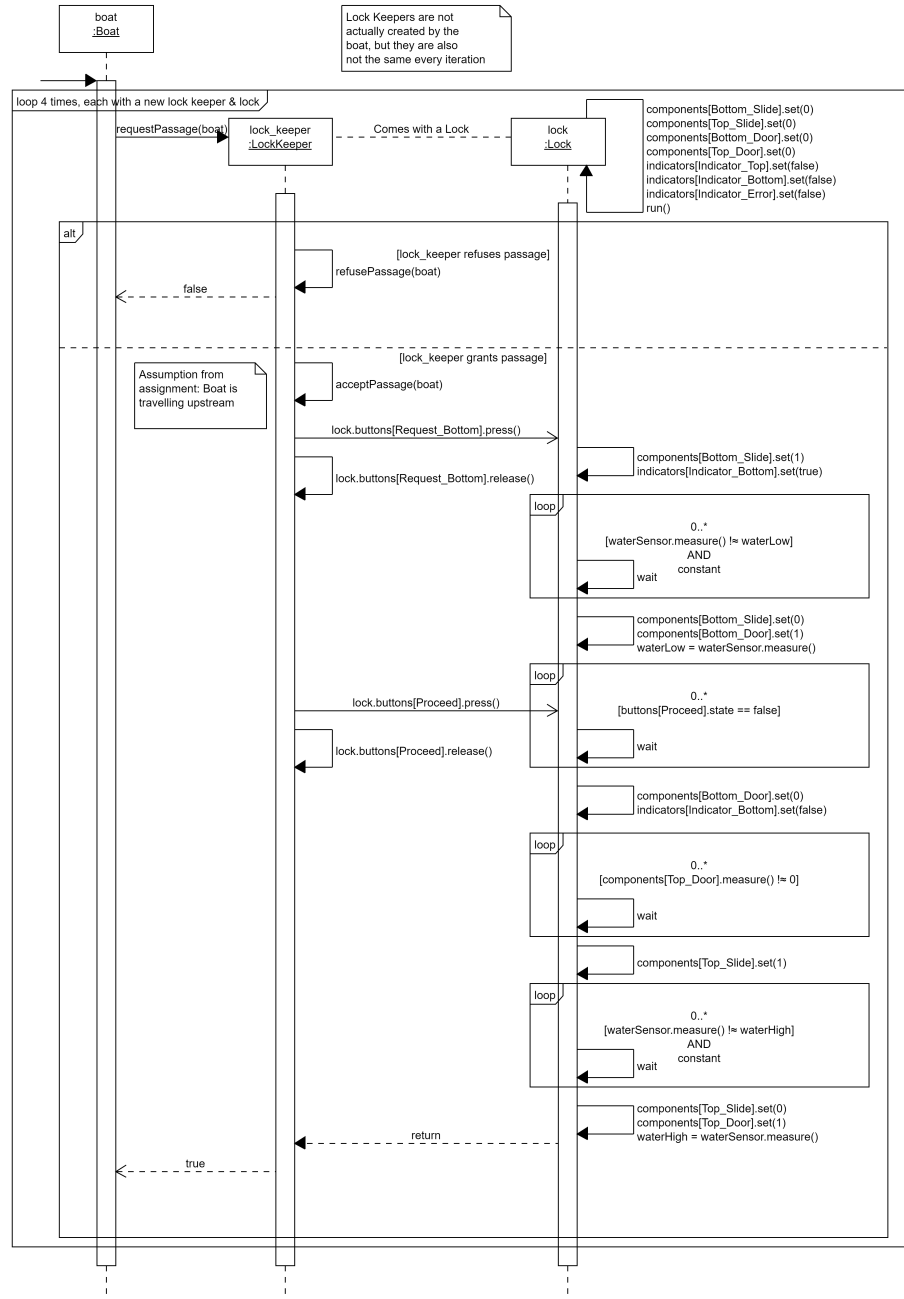 boat
:Boat
Lock Keepers are not
actually created by the
boat, but they are also
not the same every iteration
loop 4 times, each with a new lock keeper & lock
requestPassage(boat)
lock_keeper
:LockKeeper
Comes with a Lock
lock
:Lock
components[Bottom_Slide].set(0)
components[Top_Slide].set(0)
components[Bottom_Door].set(0)
components[Top_Door].set(0)
indicators[Indicator_Top].set(false)
indicators[Indicator_Bottom].set(false)
indicators[Indicator_Error].set(false)
run()
alt
[lock_keeper refuses passage]
refusePassage(boat)
false
[lock_keeper grants passage]
Assumption from
assignment: Boat is
travelling upstream
acceptPassage(boat)
lock.buttons[Request_Bottom].press()
components[Bottom_Slide].set(1)
indicators[Indicator_Bottom].set(true)
lock.buttons[Request_Bottom].release()
loop
0..*
[waterSensor.measure() !≈ waterLow]
AND
constant
wait
components[Bottom_Slide].set(0)
components[Bottom_Door].set(1)
waterLow = waterSensor.measure()
loop
0..*
[buttons[Proceed].state == false]
lock.buttons[Proceed].press()
wait
lock.buttons[Proceed].release()
components[Bottom_Door].set(0)
indicators[Indicator_Bottom].set(false)
loop
0..*
[components[Top_Door].measure() !≈ 0]
wait
components[Top_Slide].set(1)
loop
0..*
[waterSensor.measure() !≈ waterHigh]
AND
constant
wait
components[Top_Slide].set(0)
components[Top_Door].set(1)
waterHigh = waterSensor.measure()
return
true